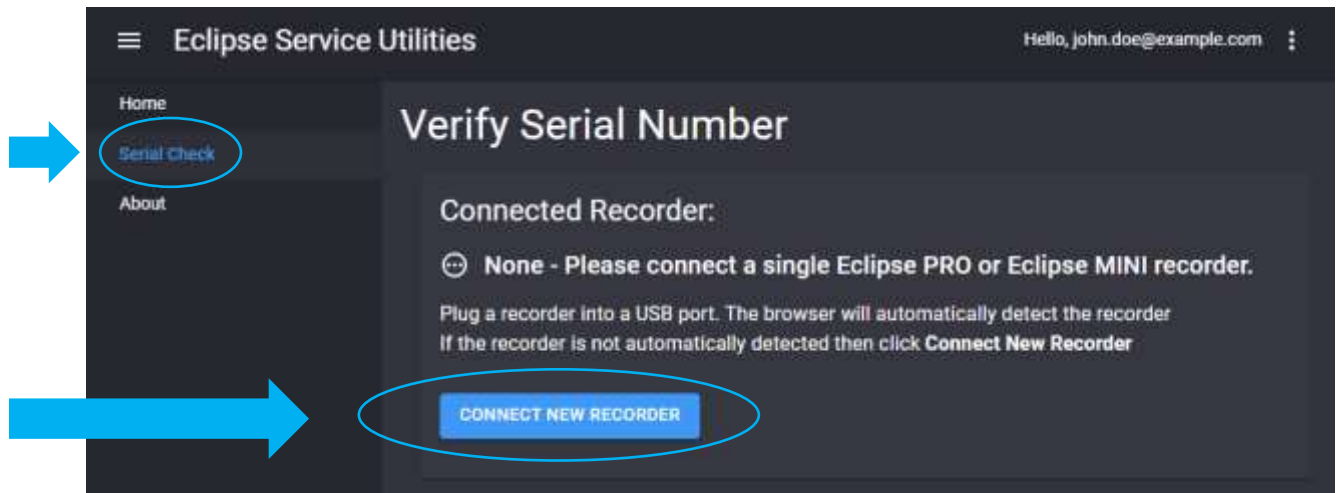 Eclipse Service Utilities
Hello, john.doe@example.com
Home
Serial Check
About
Verify Serial Number
Connected Recorder:
None - Please connect a single Eclipse PRO or Eclipse MINI recorder.
Plug a recorder into a USB port. The browser will automatically detect the recorder
If the recorder is not automatically detected then click Connect New Recorder
CONNECT NEW RECORDER